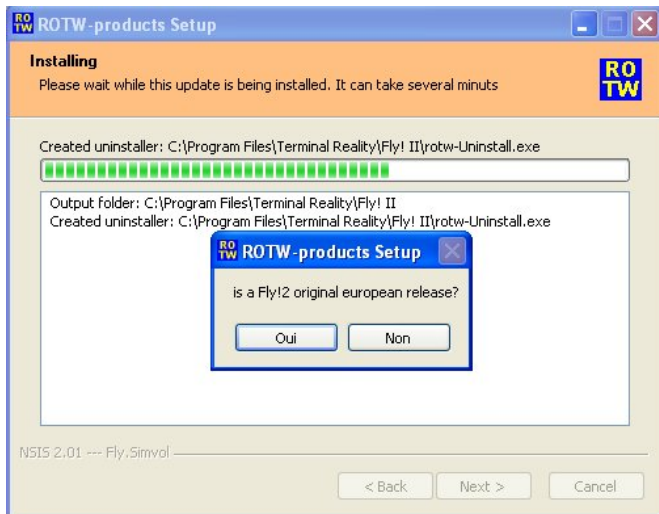 RO
TW
ROTW-products Setup
Installing
Please wait while this update is being installed. It can take several minuts
RO
TW
Created uninstaller: C:\Program Files\Terminal Reality\Fly! II\rotw-Uninstall.exe
Output folder: C:\Program Files\Terminal Reality\Fly! II
Created uninstaller: C:\Program Files\Terminal Reality\Fly! II\rotw-Uninstall.exe
RO
TW
ROTW-products Setup
is a Fly!2 original european release?
Oui
Non
NSIS 2.01 --- Fly.Simvol
< Back
Next >
Cancel